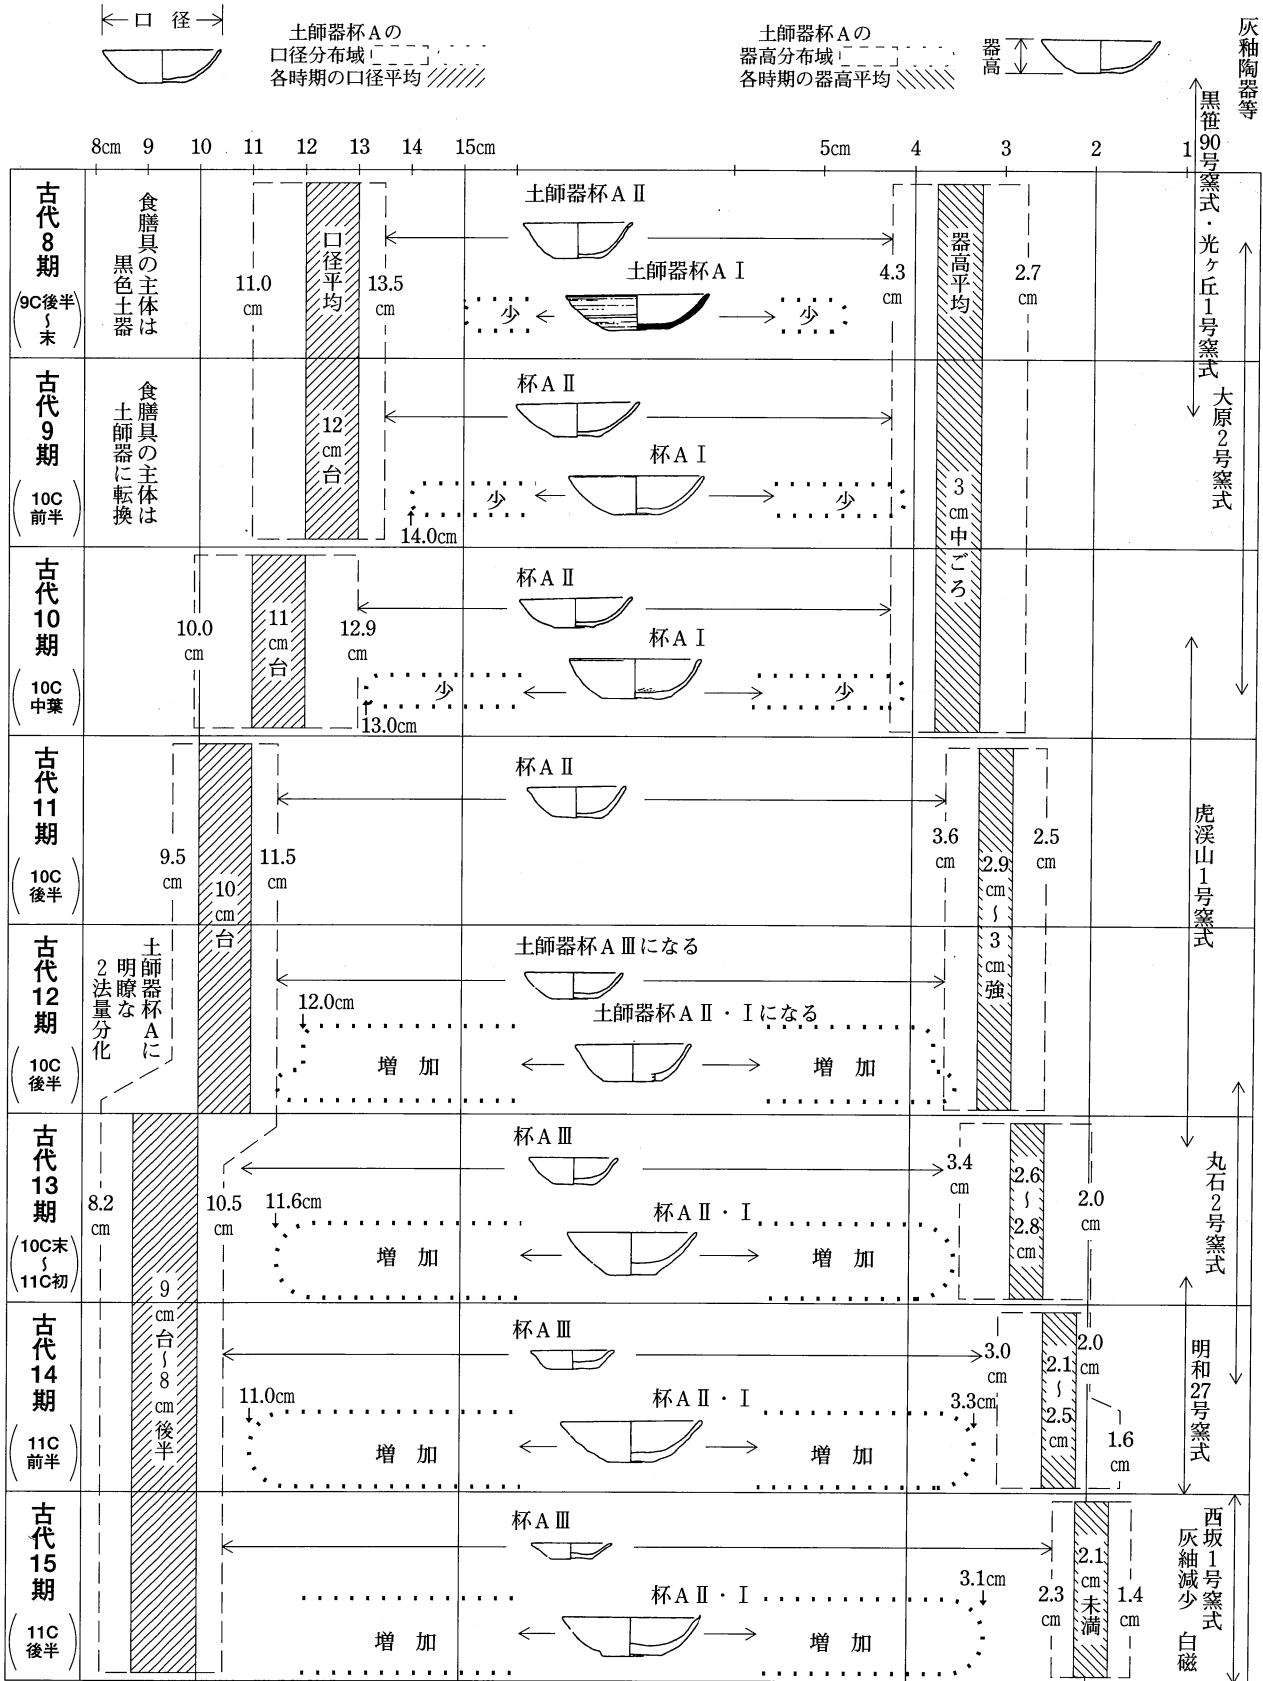 口径
土師器杯Aの
口径分布域
各時期の口径平均
土師器杯Aの
器高分布域
各時期の器高平均
器高
灰釉陶器等
8cm 9 10 11 12 13 14 15cm
5cm 4 3 2 1
黒笹90号窯式・光ヶ丘1号窯式
大原2号窯式
虎渓山1号窯式
丸石2号窯式
明和27号窯式
西坂1号窯式
灰紬減少 白磁
古代8期
(9C後半〜末)
食膳具の主体は
黒色土器
11.0cm
口径平均
13.5cm
土師器杯AⅡ
土師器杯AⅠ
少
少
4.3cm
器高平均
2.7cm
古代9期
(10C前半)
食膳具の主体は
土師器に転換
12cm台
杯AⅡ
杯AⅠ
少
少
14.0cm
3cm中ごろ
古代10期
(10C中葉)
10.0cm
11cm台
12.9cm
杯AⅡ
杯AⅠ
少
少
13.0cm
古代11期
(10C後半)
9.5cm
10cm台
11.5cm
杯AⅡ
3.6cm
2.9cm〜3cm強
2.5cm
古代12期
(10C後半)
土師器杯Aに
明瞭な
2法量分化
土師器杯AⅢになる
12.0cm
土師器杯AⅡ・Ⅰになる
増加
増加
古代13期
(10C末〜11C初)
8.2cm
10.5cm
杯AⅢ
11.6cm
杯AⅡ・Ⅰ
増加
増加
3.4cm
2.6〜2.8cm
2.0cm
古代14期
(11C前半)
9cm台〜8cm後半
杯AⅢ
11.0cm
杯AⅡ・Ⅰ
増加
増加
3.3cm
3.0cm
2.1〜2.5cm
2.0cm
1.6cm
古代15期
(11C後半)
杯AⅢ
杯AⅡ・Ⅰ
増加
増加
3.1cm
2.3cm
2.1cm未満
1.4cm